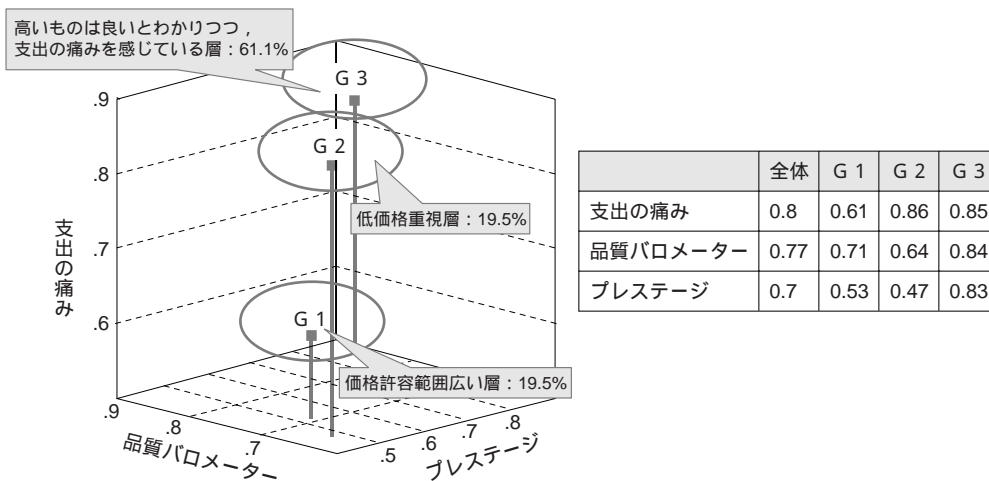 高いものは良いとわかりつつ，
支出の痛みを感じている層：61.1%
G 3
G 2
低価格重視層：19.5%
G 1
価格許容範囲広い層：19.5%
支出の痛み
.9
.8
.7
.6
.9
.8
.7
品質バロメーター
.5
.6
.7
.8
プレステージ
全体 G 1 G 2 G 3
支出の痛み 0.8 0.61 0.86 0.85
品質バロメーター 0.77 0.71 0.64 0.84
プレステージ 0.7 0.53 0.47 0.83